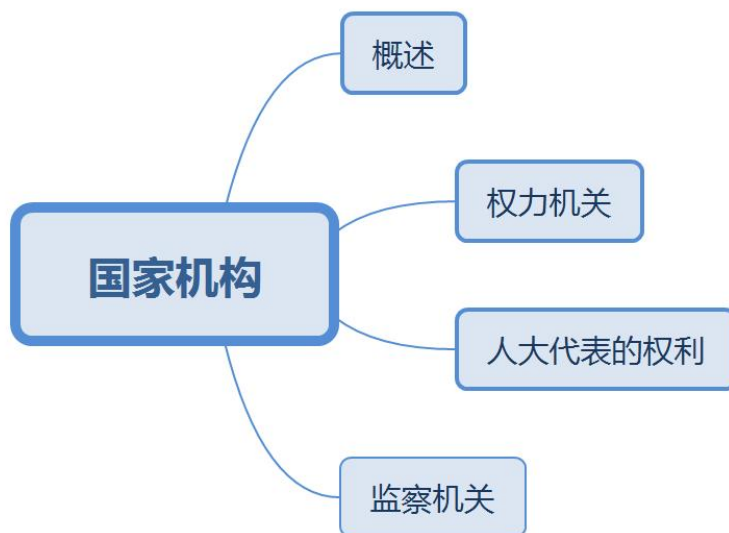 概述
权力机关
国家机构
人大代表的权利
监察机关